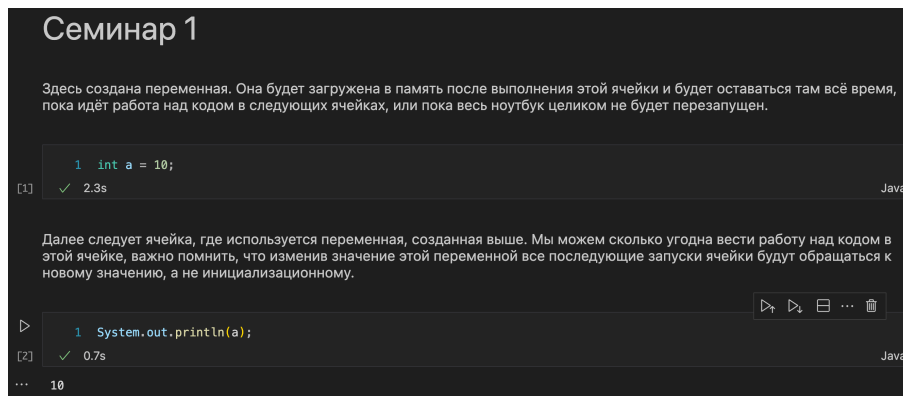 Семинар 1
Здесь создана переменная. Она будет загружена в память после выполнения этой ячейки и будет оставаться там всё время,
пока идёт работа над кодом в следующих ячейках, или пока весь ноутбук целиком не будет перезапущен.
1 int a = 10;
[1] 2.3s Java
Далее следует ячейка, где используется переменная, созданная выше. Мы можем сколько угодна вести работу над кодом в
этой ячейке, важно помнить, что изменив значение этой переменной все последующие запуски ячейки будут обращаться к
новому значению, а не инициализационному.
1 System.out.println(a);
[2] 0.7s Java
... 10